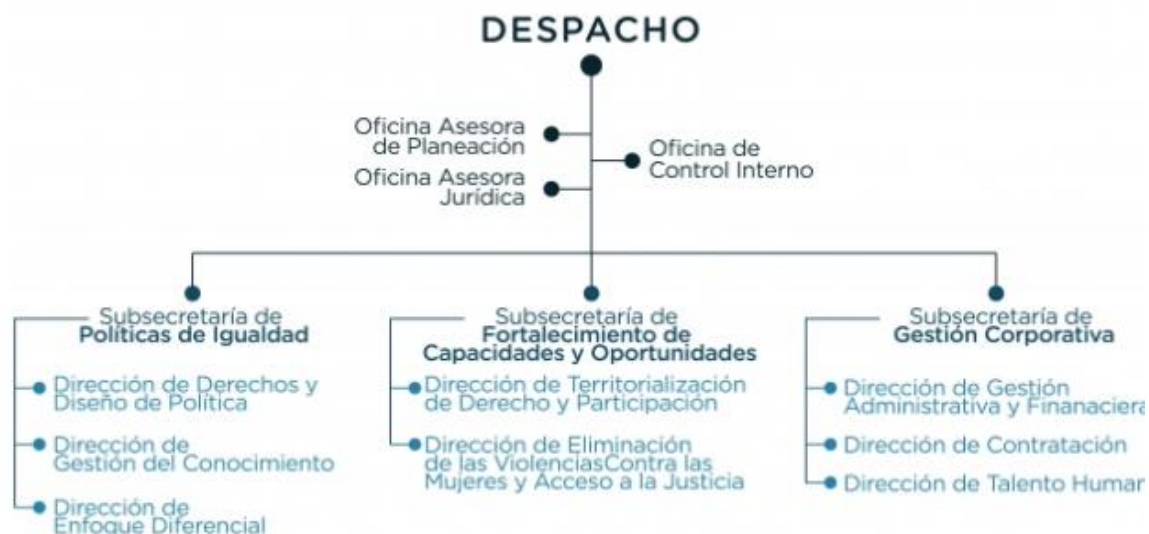 DESPACHO
Oficina Asesora
de Planeación
Oficina de
Control Interno
Oficina Asesora
Jurídica
Subsecretaría de
Políticas de Igualdad
Dirección de Derechos y
Diseño de Política
Dirección de
Gestión del Conocimiento
Dirección de
Enfoque Diferencial
Subsecretaría de
Fortalecimiento de
Capacidades y Oportunidades
Dirección de Territorialización
de Derecho y Participación
Dirección de Eliminación
de las ViolenciasContra las
Mujeres y Acceso a la Justicia
Subsecretaría de
Gestión Corporativa
Dirección de Gestión
Administrativa y Finanaciera
Dirección de Contratación
Dirección de Talento Humar